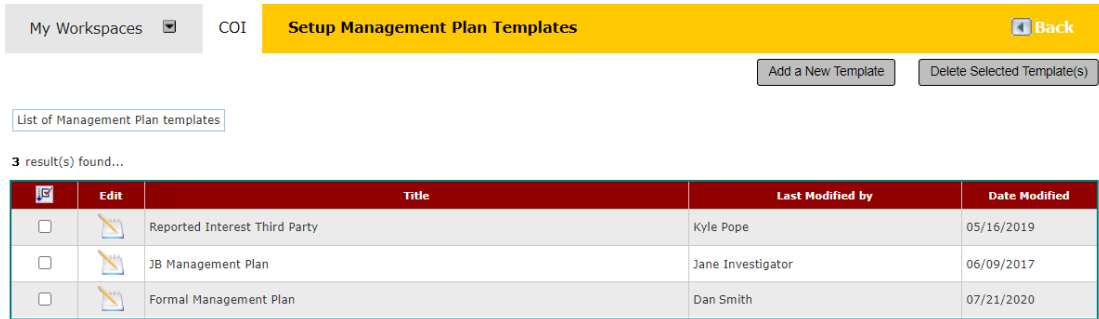 My Workspaces COI Setup Management Plan Templates Back
Add a New Template Delete Selected Template(s)
List of Management Plan templates
3 result(s) found...
Edit Title Last Modified by Date Modified
Reported Interest Third Party Kyle Pope 05/16/2019
JB Management Plan Jane Investigator 06/09/2017
Formal Management Plan Dan Smith 07/21/2020